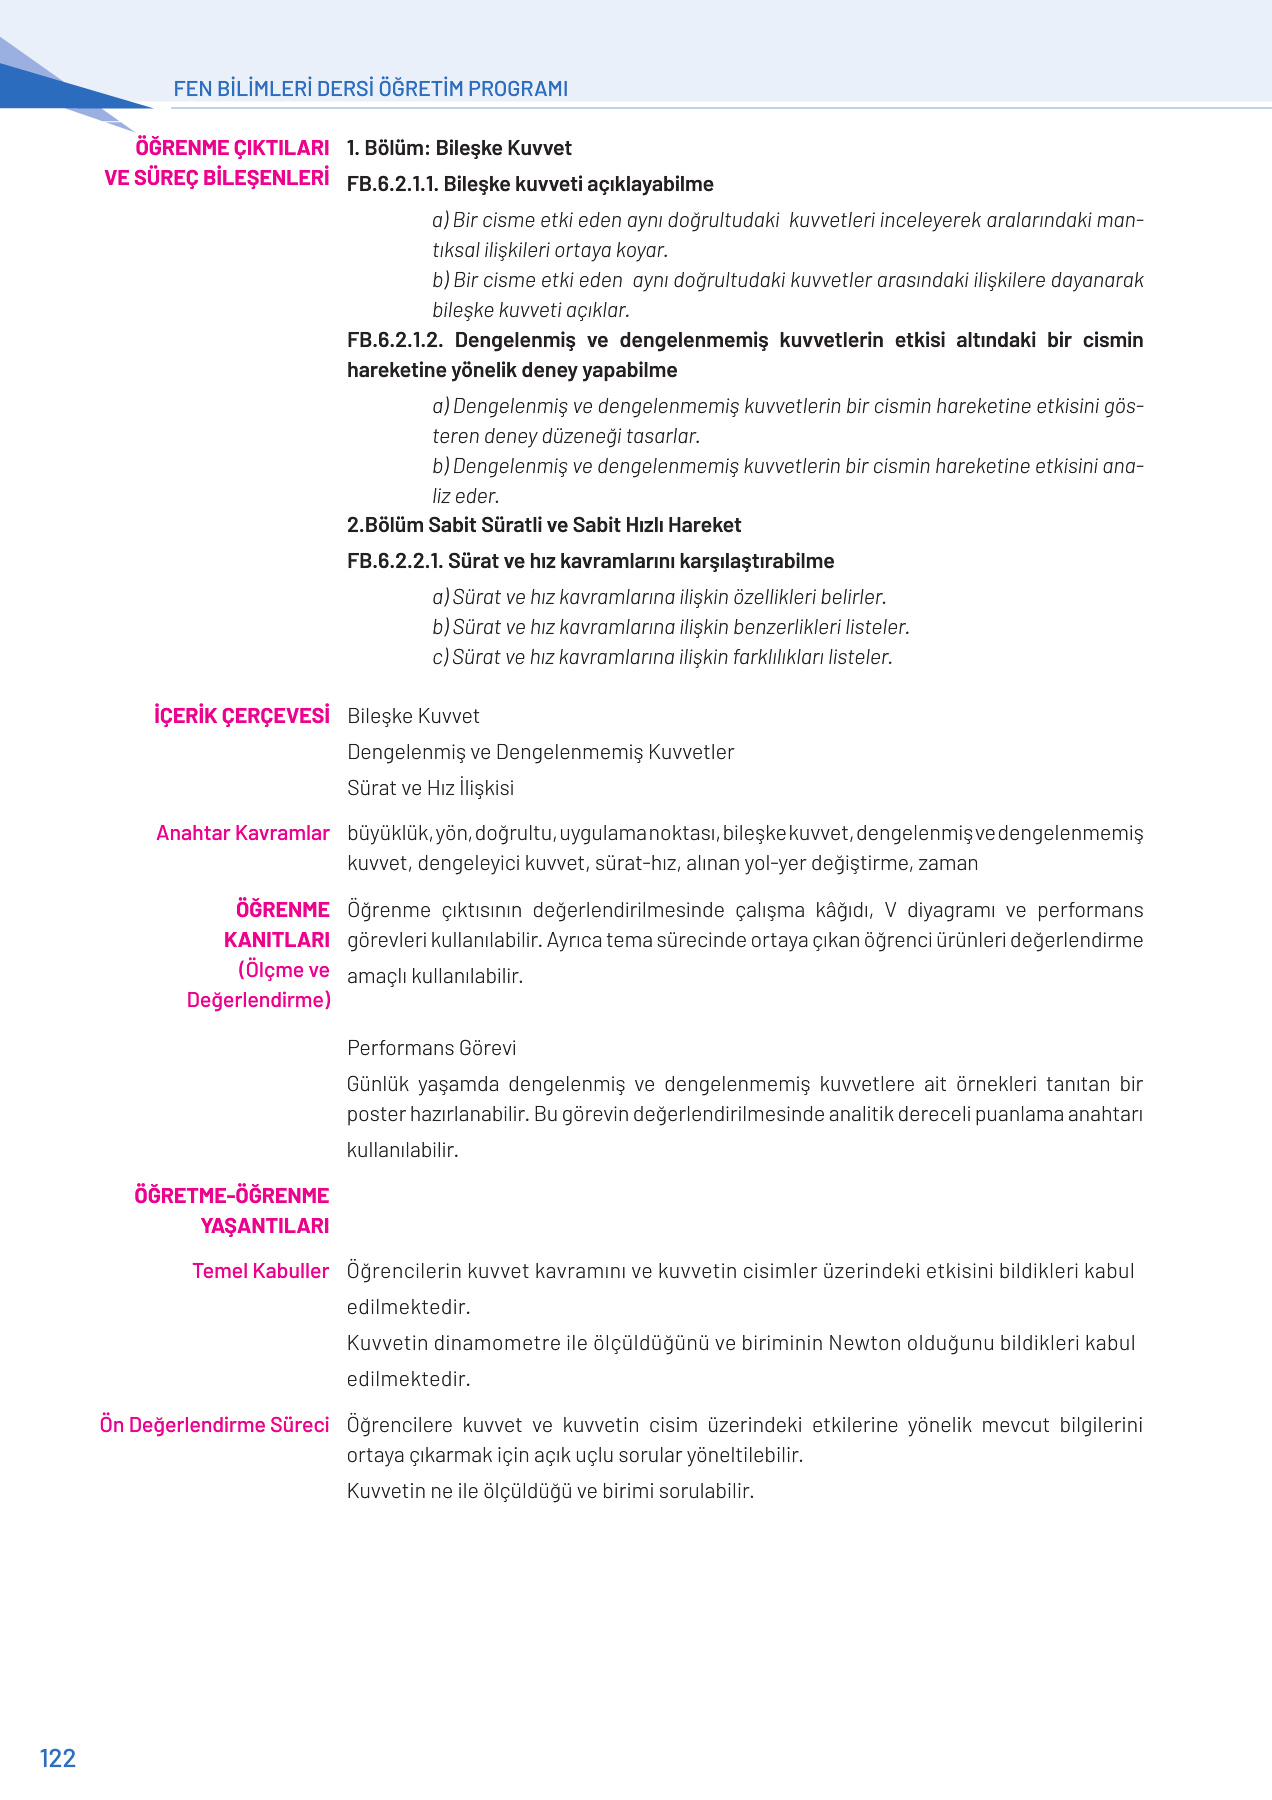 FEN BİLİMLERİ DERSİ ÖĞRETİM PROGRAMI
ÖĞRENME ÇIKTILARI
VE SÜREÇ BİLEŞENLERİ
1. Bölüm: Bileşke Kuvvet
FB.6.2.1.1. Bileşke kuvveti açıklayabilme
a) Bir cisme etki eden aynı doğrultudaki kuvvetleri inceleyerek aralarındaki man-
tıksal ilişkileri ortaya koyar.
b) Bir cisme etki eden aynı doğrultudaki kuvvetler arasındaki ilişkilere dayanarak
bileşke kuvveti açıklar.
FB.6.2.1.2. Dengelenmiş ve dengelenmemiş kuvvetlerin etkisi altındaki bir cismin
hareketine yönelik deney yapabilme
a) Dengelenmiş ve dengelenmemiş kuvvetlerin bir cismin hareketine etkisini gös-
teren deney düzeneği tasarlar.
b) Dengelenmiş ve dengelenmemiş kuvvetlerin bir cismin hareketine etkisini ana-
liz eder.
2.Bölüm Sabit Süratli ve Sabit Hızlı Hareket
FB.6.2.2.1. Sürat ve hız kavramlarını karşılaştırabilme
a) Sürat ve hız kavramlarına ilişkin özellikleri belirler.
b) Sürat ve hız kavramlarına ilişkin benzerlikleri listeler.
c) Sürat ve hız kavramlarına ilişkin farklılıkları listeler.
İÇERİK ÇERÇEVESİ
Bileşke Kuvvet
Dengelenmiş ve Dengelenmemiş Kuvvetler
Sürat ve Hız İlişkisi
Anahtar Kavramlar
büyüklük, yön, doğrultu, uygulama noktası, bileşke kuvvet, dengelenmiş ve dengelenmemiş
kuvvet, dengeleyici kuvvet, sürat-hız, alınan yol-yer değiştirme, zaman
ÖĞRENME
KANITLARI
(Ölçme ve
Değerlendirme)
Öğrenme çıktısının değerlendirilmesinde çalışma kâğıdı, V diyagramı ve performans
görevleri kullanılabilir. Ayrıca tema sürecinde ortaya çıkan öğrenci ürünleri değerlendirme
amaçlı kullanılabilir.
Performans Görevi
Günlük yaşamda dengelenmiş ve dengelenmemiş kuvvetlere ait örnekleri tanıtan bir
poster hazırlanabilir. Bu görevin değerlendirilmesinde analitik dereceli puanlama anahtarı
kullanılabilir.
ÖĞRETME-ÖĞRENME
YAŞANTILARI
Temel Kabuller
Öğrencilerin kuvvet kavramını ve kuvvetin cisimler üzerindeki etkisini bildikleri kabul
edilmektedir.
Kuvvetin dinamometre ile ölçüldüğünü ve biriminin Newton olduğunu bildikleri kabul
edilmektedir.
Ön Değerlendirme Süreci
Öğrencilere kuvvet ve kuvvetin cisim üzerindeki etkilerine yönelik mevcut bilgilerini
ortaya çıkarmak için açık uçlu sorular yöneltilebilir.
Kuvvetin ne ile ölçüldüğü ve birimi sorulabilir.
122